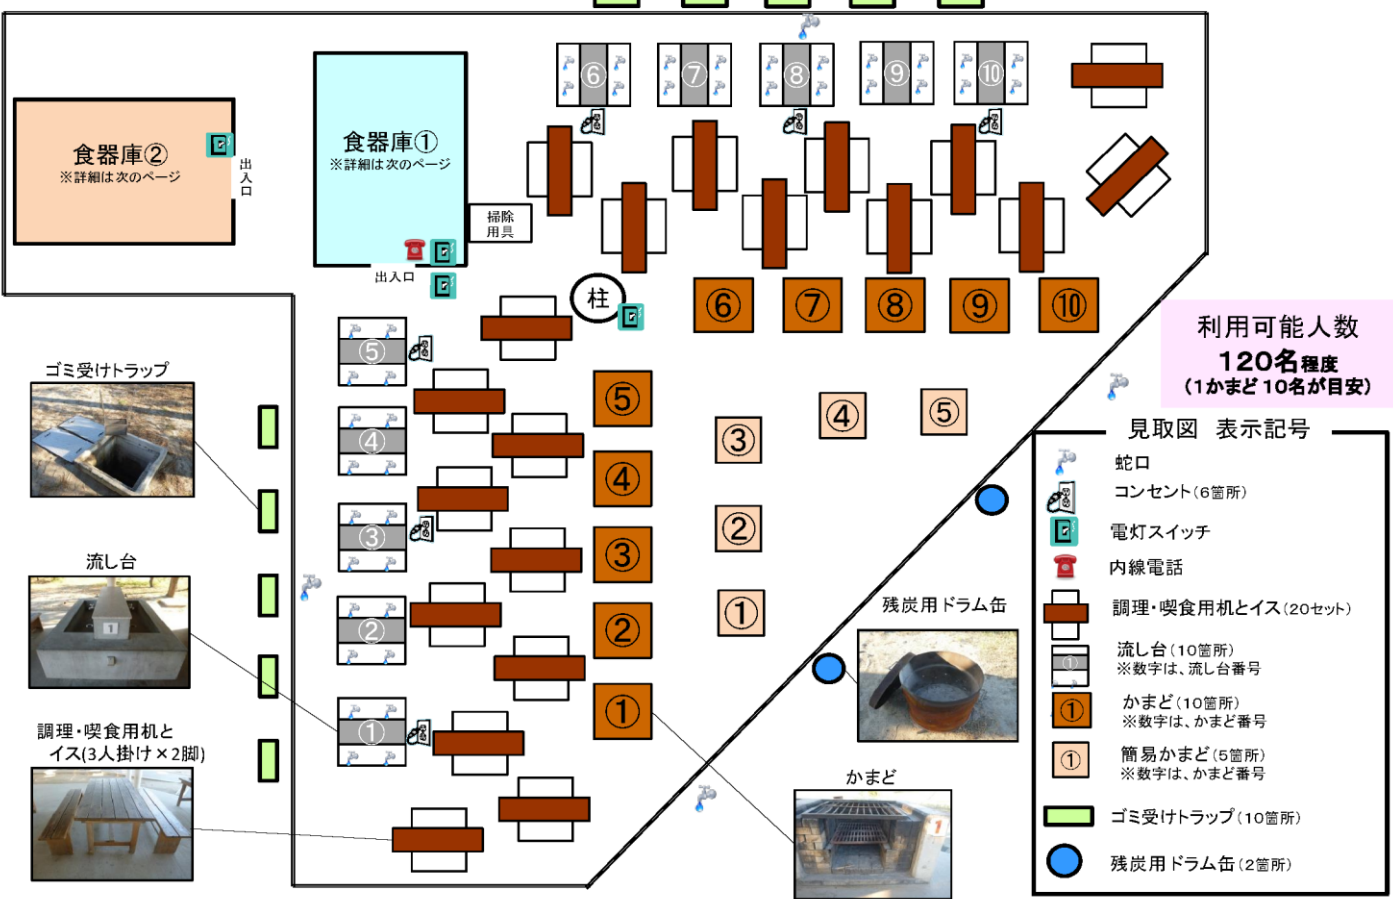 ⑥
⑦
⑧
⑨
⑩
食器庫②
※詳細は次のページ
出入口
食器庫①
※詳細は次のページ
掃除
用具
出入口
柱
⑥
⑦
⑧
⑨
⑩
利用可能人数
120名程度
(1かまど10名が目安)
⑤
④
③
②
①
⑤
④
③
②
①
③
④
⑤
②
①
ゴミ受けトラップ
流し台
1
調理・喫食用机と
イス(3人掛け×2脚)
残炭用ドラム缶
かまど
1
見取図 表示記号
蛇口
コンセント(6箇所)
電灯スイッチ
内線電話
調理・喫食用机とイス(20セット)
①
流し台(10箇所)
※数字は、流し台番号
①
かまど(10箇所)
※数字は、かまど番号
①
簡易かまど(5箇所)
※数字は、かまど番号
ゴミ受けトラップ(10箇所)
残炭用ドラム缶(2箇所)